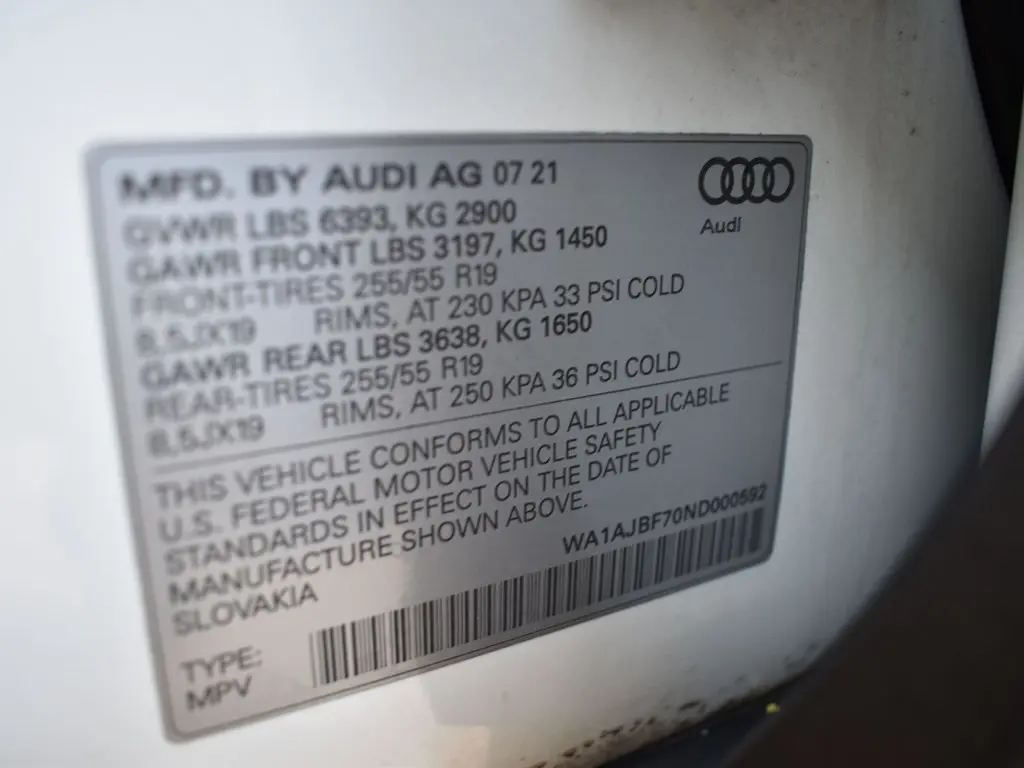 MFD. BY AUDI AG 07 21
GVWR LBS 6393, KG 2900
GAWR FRONT LBS 3197, KG 1450
FRONT-TIRES 255/55 R19
8,5JX19 RIMS, AT 230 KPA 33 PSI COLD
GAWR REAR LBS 3638, KG 1650
REAR-TIRES 255/55 R19
8,5JX19 RIMS, AT 250 KPA 36 PSI COLD
Audi
THIS VEHICLE CONFORMS TO ALL APPLICABLE
U.S. FEDERAL MOTOR VEHICLE SAFETY
STANDARDS IN EFFECT ON THE DATE OF
MANUFACTURE SHOWN ABOVE.
SLOVAKIA
WA1AJBF70ND000592
TYPE:
MPV